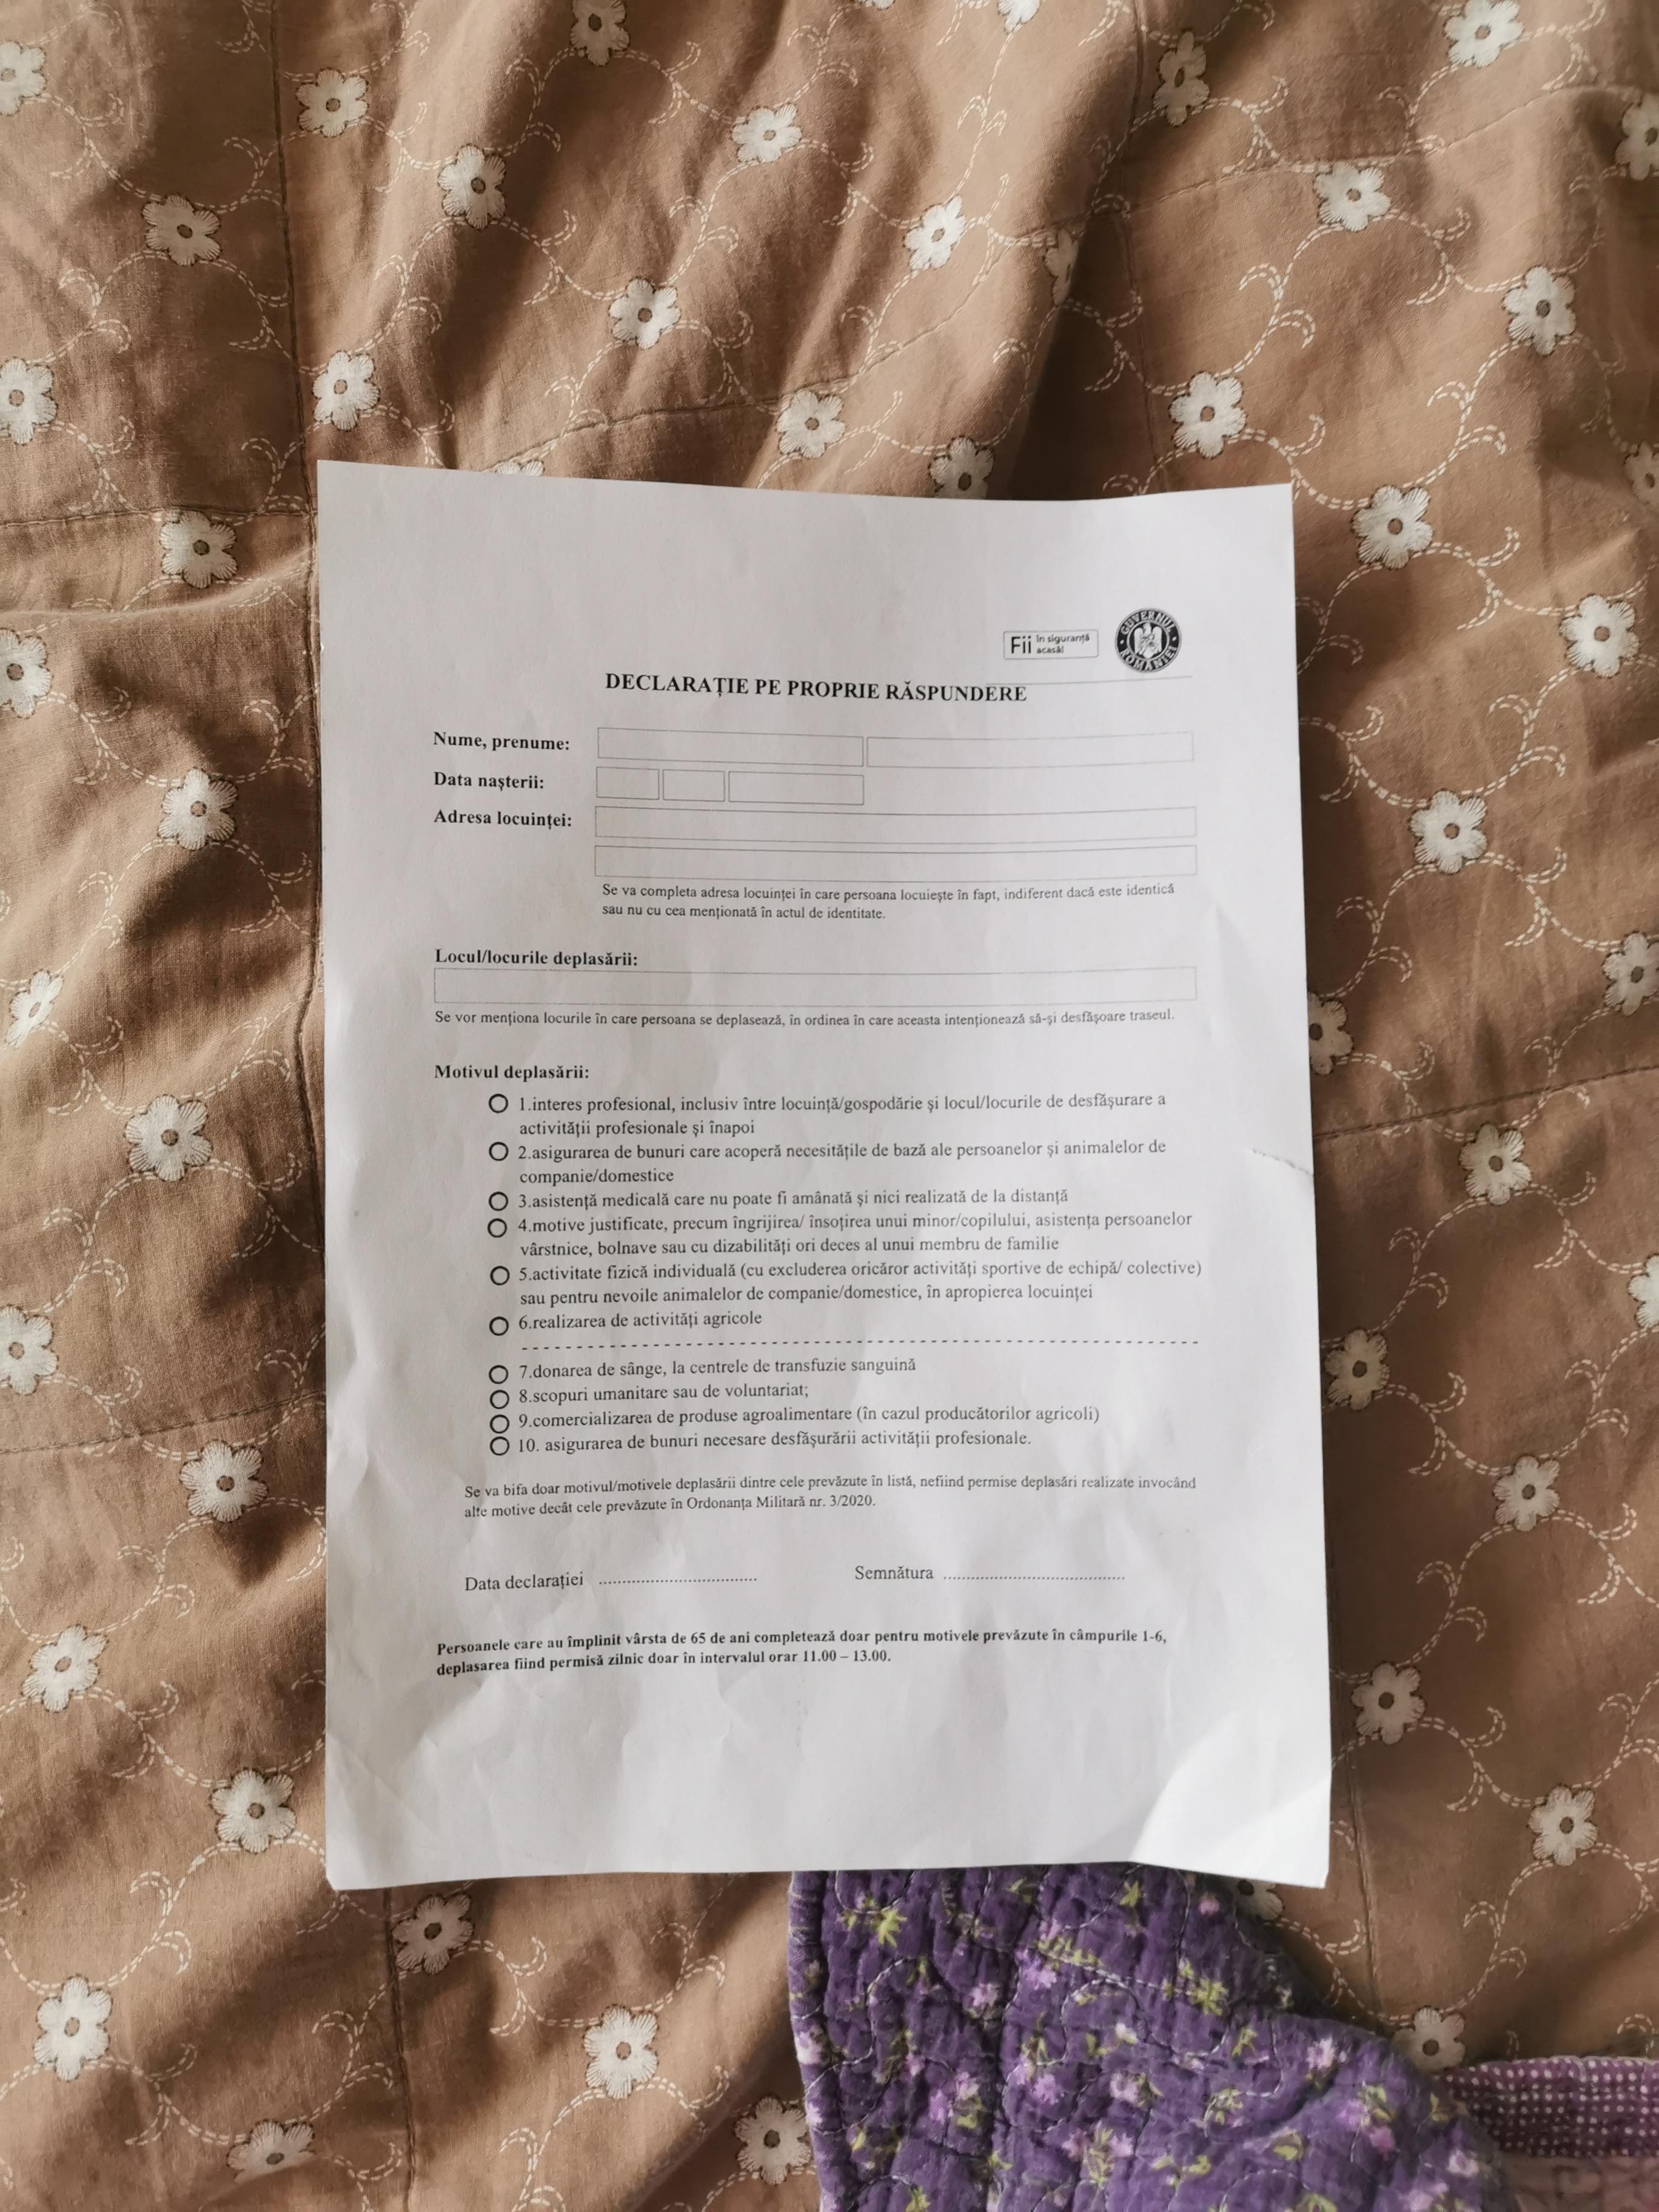 Fii în siguranță
acasă!
GUVERNUL ROMÂNIEI
DECLARAȚIE PE PROPRIE RĂSPUNDERE
Nume, prenume:
Data nașterii:
Adresa locuinței:
Se va completa adresa locuinței în care persoana locuiește în fapt, indiferent dacă este identică
sau nu cu cea menționată în actul de identitate.
Locul/locurile deplasării:
Se vor menționa locurile în care persoana se deplasează, în ordinea în care aceasta intenționează să-și desfășoare traseul.
Motivul deplasării:
1.interes profesional, inclusiv între locuință/gospodărie și locul/locurile de desfășurare a
activității profesionale și înapoi
2.asigurarea de bunuri care acoperă necesitățile de bază ale persoanelor și animalelor de
companie/domestice
3.asistență medicală care nu poate fi amânată și nici realizată de la distanță
4.motive justificate, precum îngrijirea/ însoțirea unui minor/copilului, asistența persoanelor
vârstnice, bolnave sau cu dizabilități ori deces al unui membru de familie
5.activitate fizică individuală (cu excluderea oricăror activități sportive de echipă/ colective)
sau pentru nevoile animalelor de companie/domestice, în apropierea locuinței
6.realizarea de activități agricole
7.donarea de sânge, la centrele de transfuzie sanguină
8.scopuri umanitare sau de voluntariat;
9.comercializarea de produse agroalimentare (în cazul producătorilor agricoli)
10. asigurarea de bunuri necesare desfășurării activității profesionale.
Se va bifa doar motivul/motivele deplasării dintre cele prevăzute în listă, nefiind permise deplasări realizate invocând
alte motive decât cele prevăzute în Ordonanța Militară nr. 3/2020.
Data declarației .................................. Semnătura ......................................
Persoanele care au împlinit vârsta de 65 de ani completează doar pentru motivele prevăzute în câmpurile 1-6,
deplasarea fiind permisă zilnic doar în intervalul orar 11.00 – 13.00.